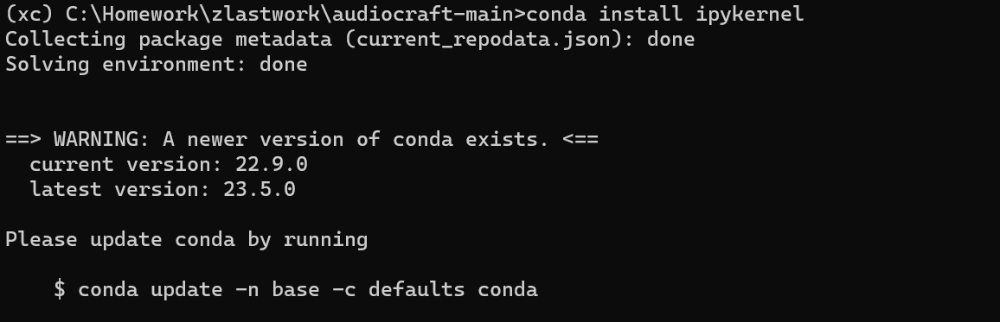 (xc) C:\Homework\zlastwork\audiocraft-main>conda install ipykernel
Collecting package metadata (current_repodata.json): done
Solving environment: done
==> WARNING: A newer version of conda exists. <==
  current version: 22.9.0
  latest version: 23.5.0
Please update conda by running
    $ conda update -n base -c defaults conda